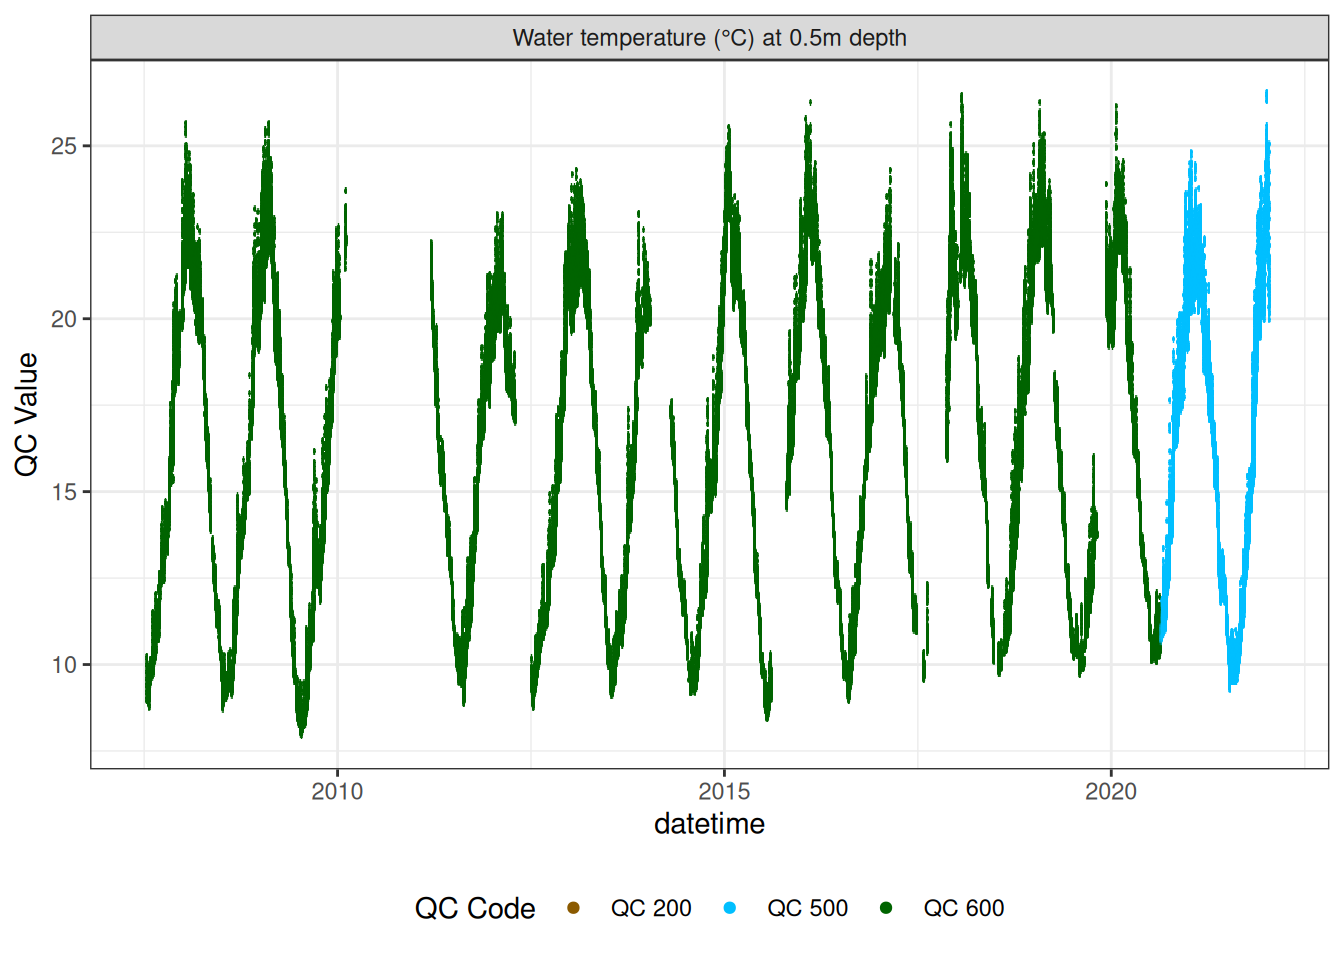 Water temperature (°C) at 0.5m depth
25
20
15
10
QC Value
2010 2015 2020
datetime
QC Code QC 200 QC 500 QC 600